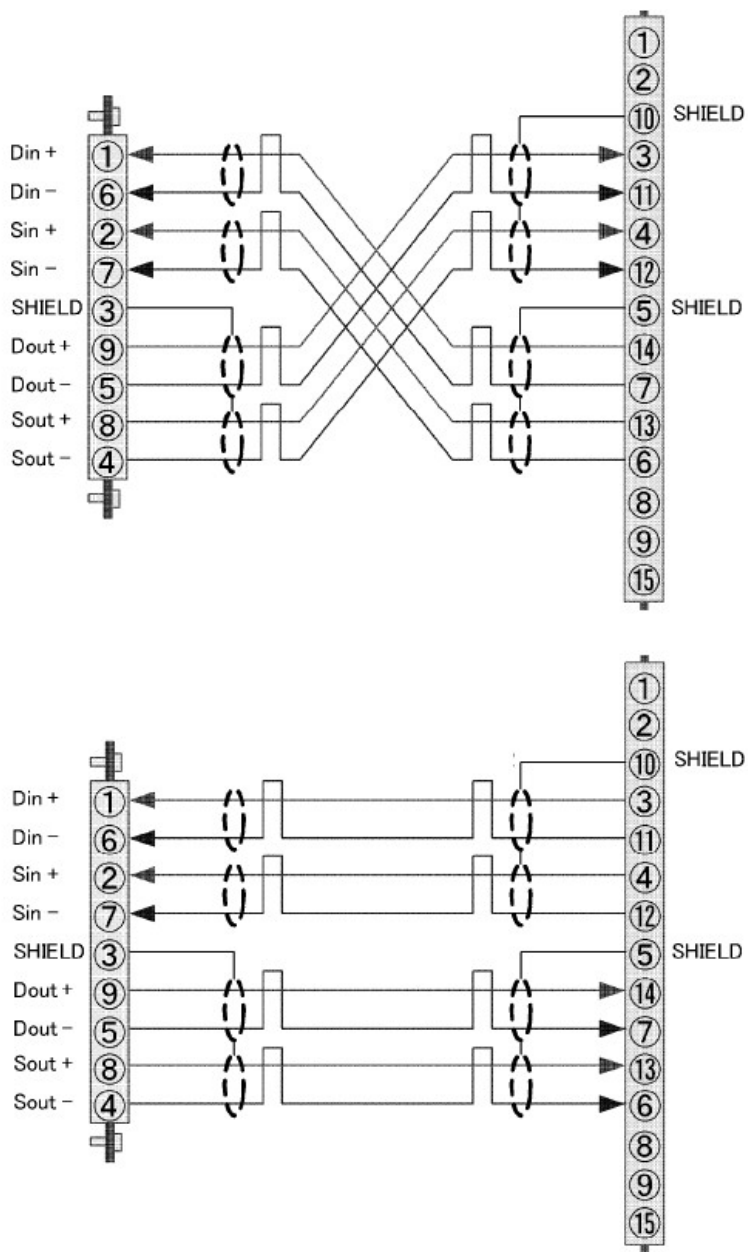 ①
②
⑩ SHIELD
Din + ① ③
Din - ⑥ ⑪
Sin + ② ④
Sin - ⑦ ⑫
SHIELD ③ ⑤ SHIELD
Dout + ⑨ ⑭
Dout - ⑤ ⑦
Sout + ⑧ ⑬
Sout - ④ ⑥
⑧
⑨
⑮
①
②
⑩ SHIELD
Din + ① ③
Din - ⑥ ⑪
Sin + ② ④
Sin - ⑦ ⑫
SHIELD ③ ⑤ SHIELD
Dout + ⑨ ⑭
Dout - ⑤ ⑦
Sout + ⑧ ⑬
Sout - ④ ⑥
⑧
⑨
⑮